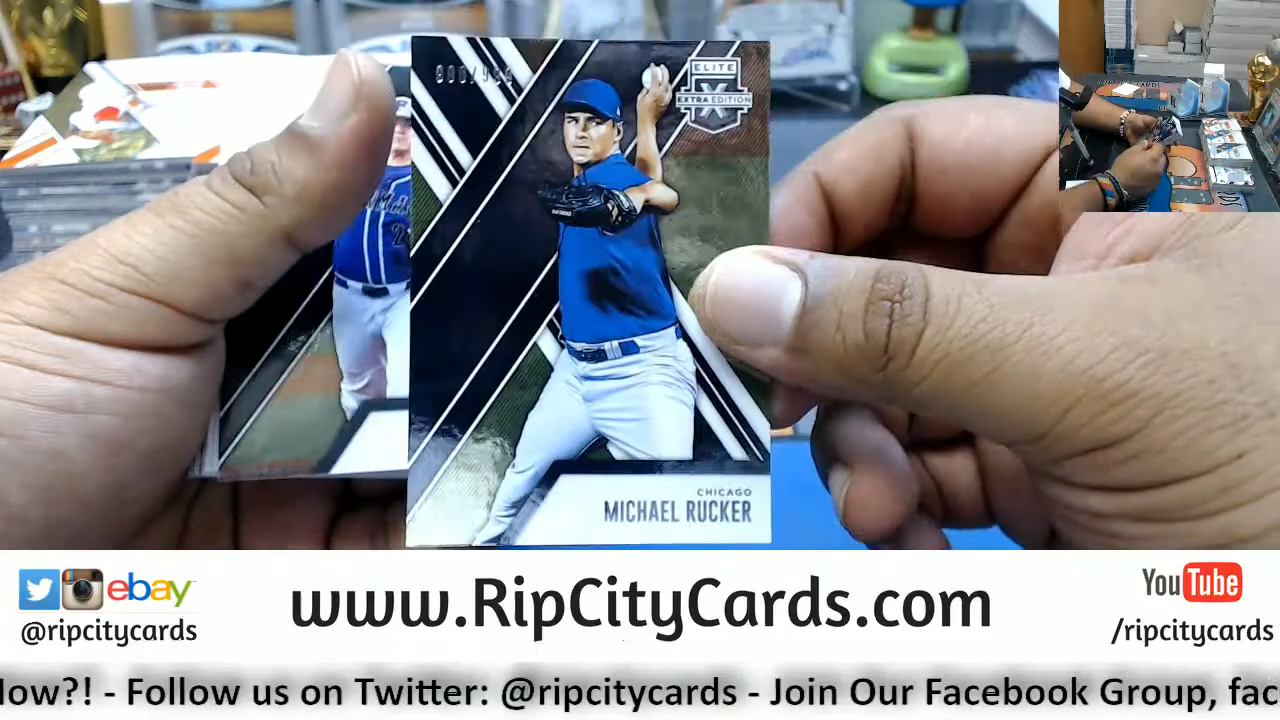 ELITE
EXTRA EDITION
X
CHICAGO
MICHAEL RUCKER
ebay
@ripcitycards
www.RipCityCards.com
YouTube
/ripcitycards
Now?! - Follow us on Twitter: @ripcitycards - Join Our Facebook Group, fac